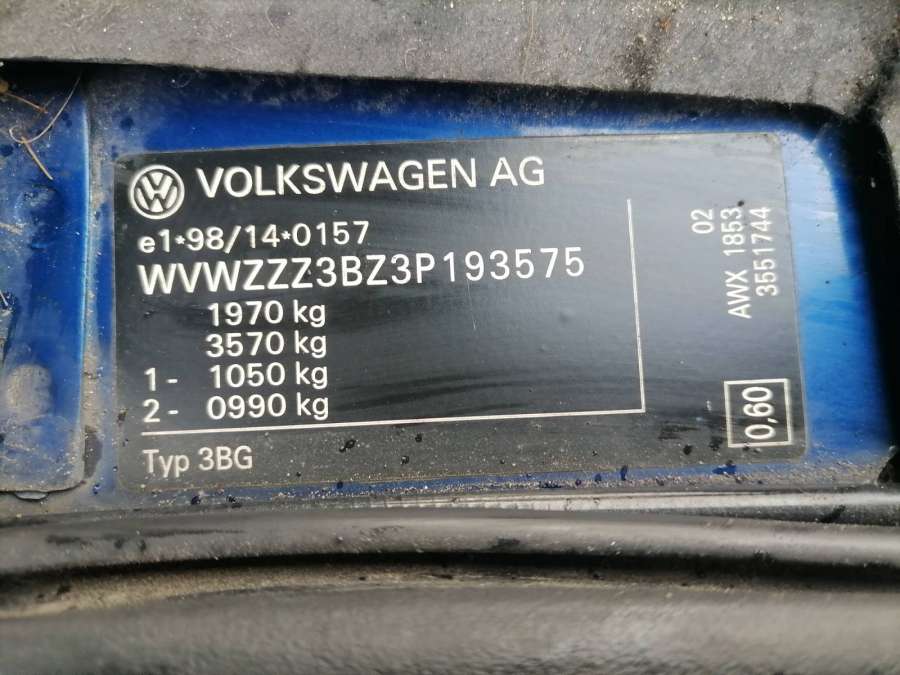 VOLKSWAGEN AG
e1*98/14*0157
WVWZZZ3BZ3P193575
1970 kg
3570 kg
1- 1050 kg
2- 0990 kg
Typ 3BG
02
AWX 1853
3551744
0,60